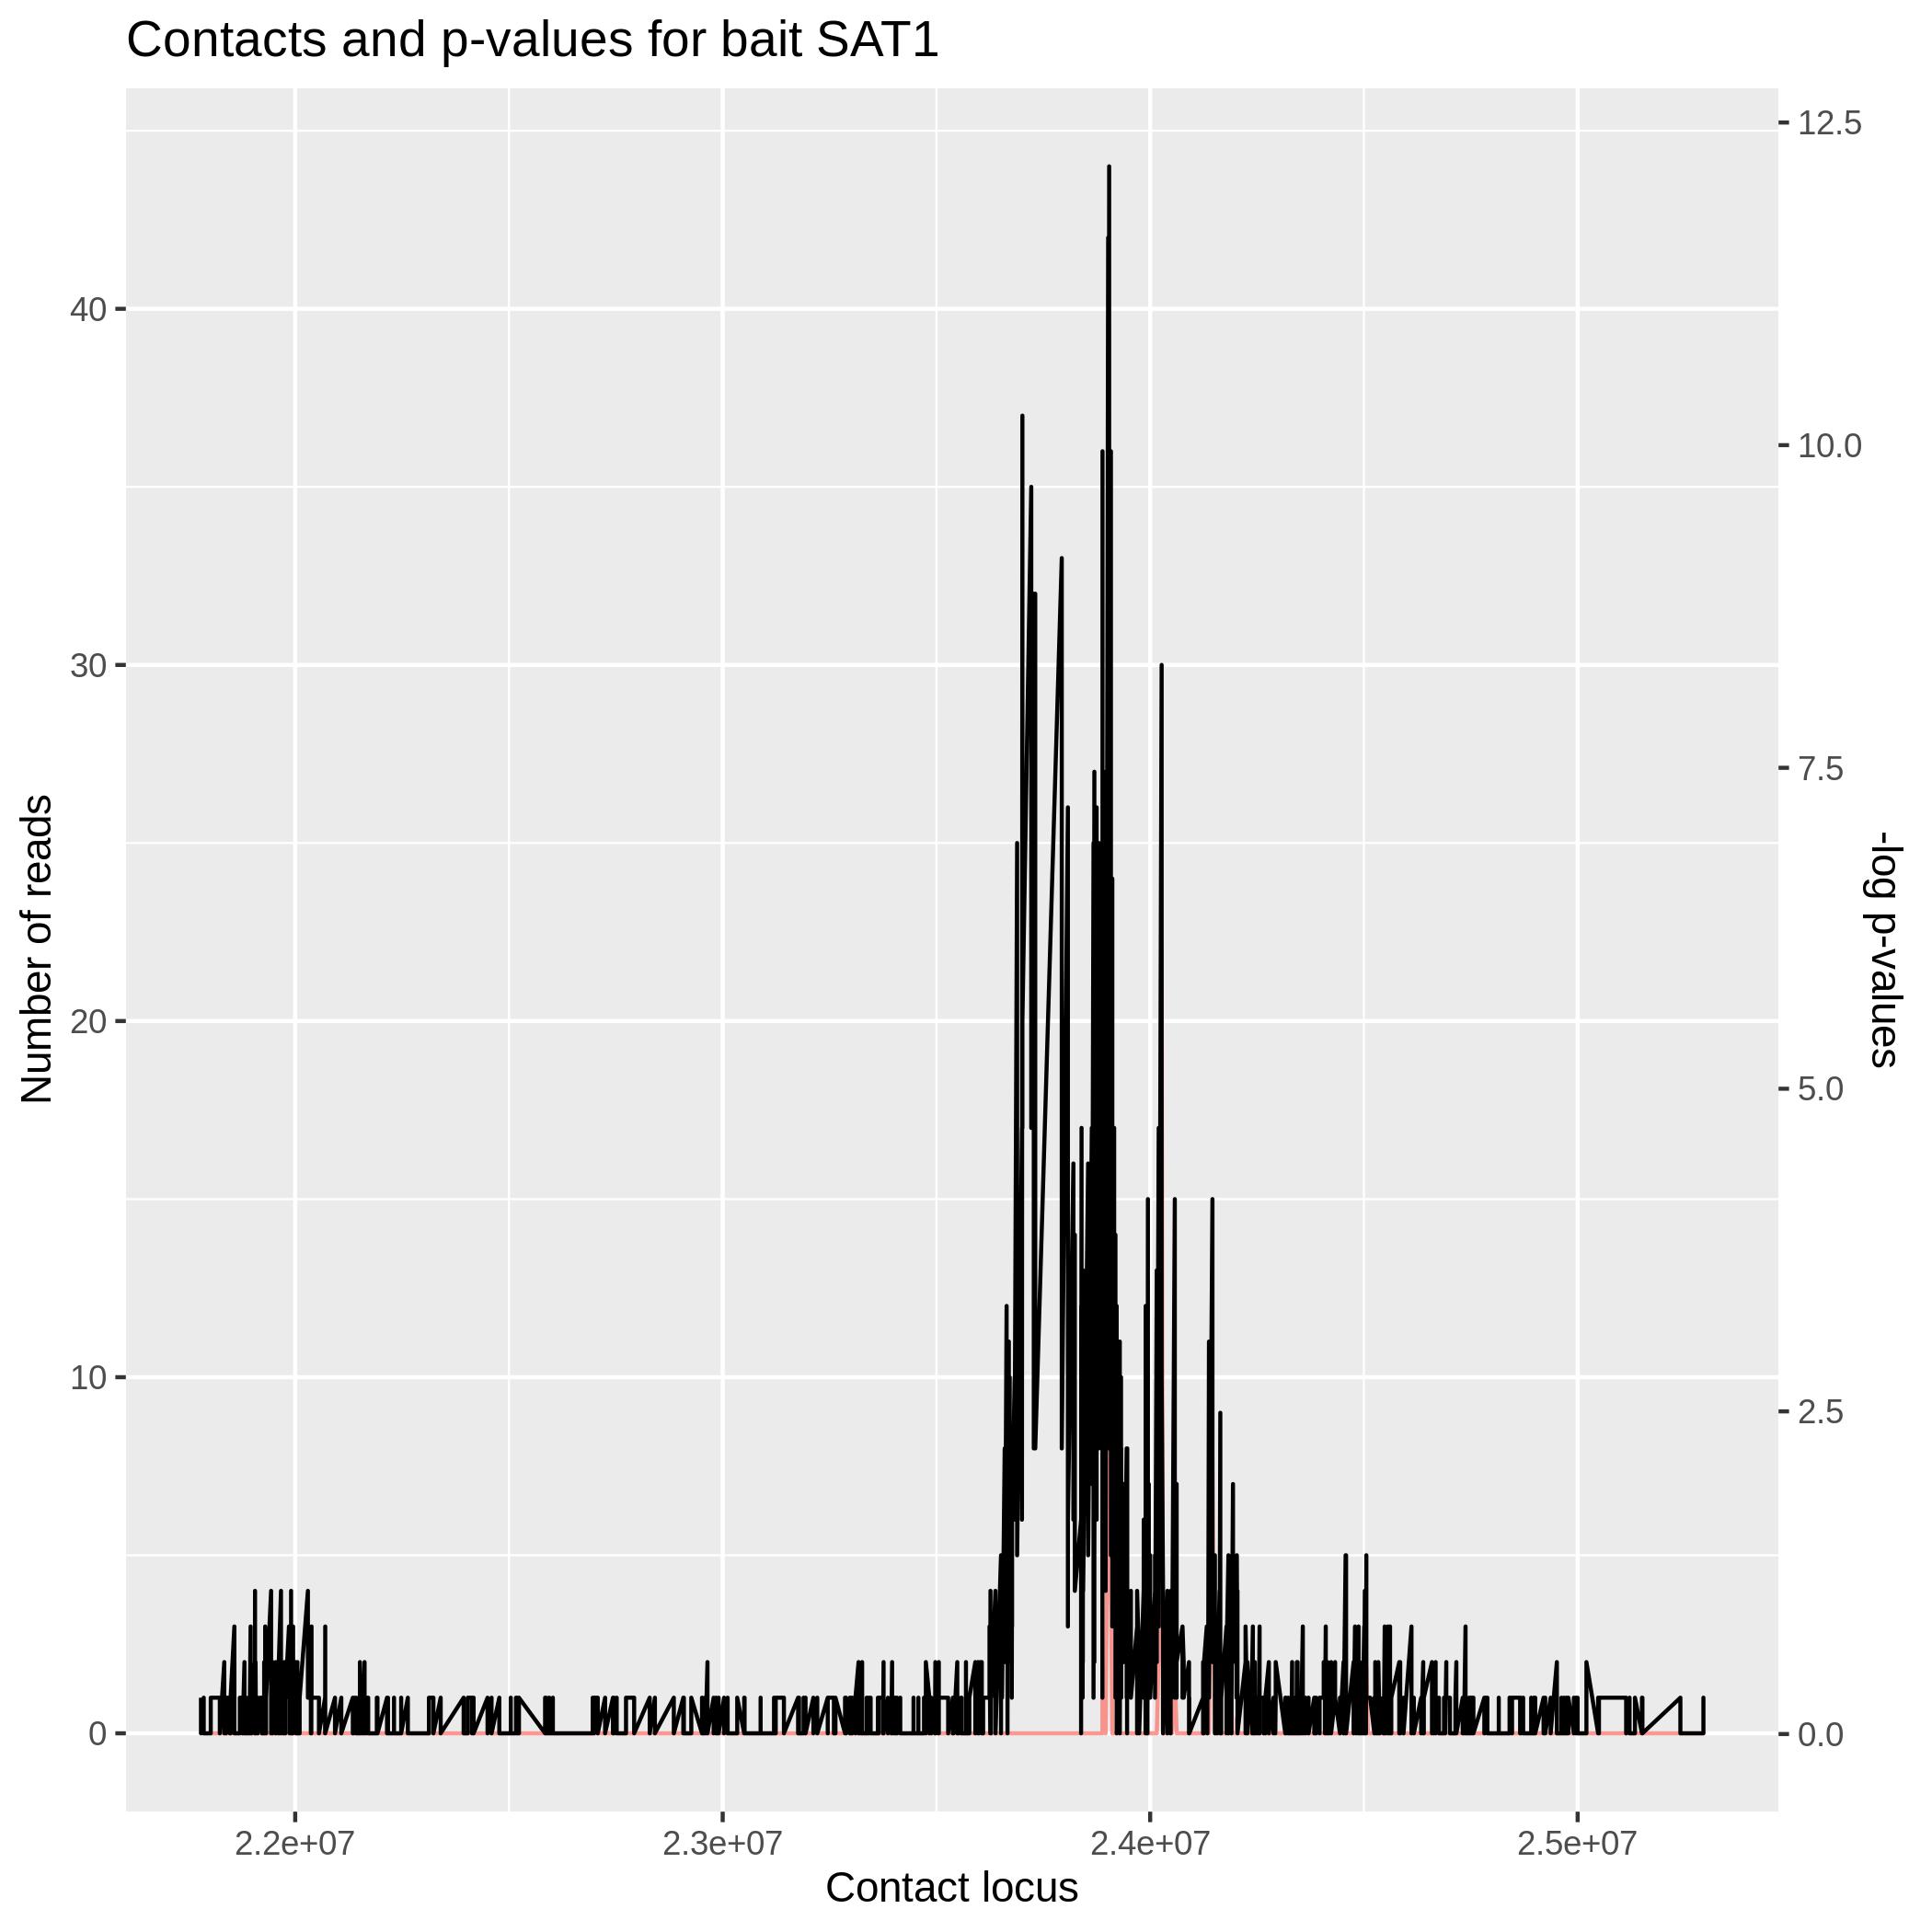 Contacts and p-values for bait SAT1
Number of reads
40
30
20
10
0
12.5
10.0
7.5
5.0
2.5
0.0
-log p-values
2.2e+07 2.3e+07 2.4e+07 2.5e+07
Contact locus